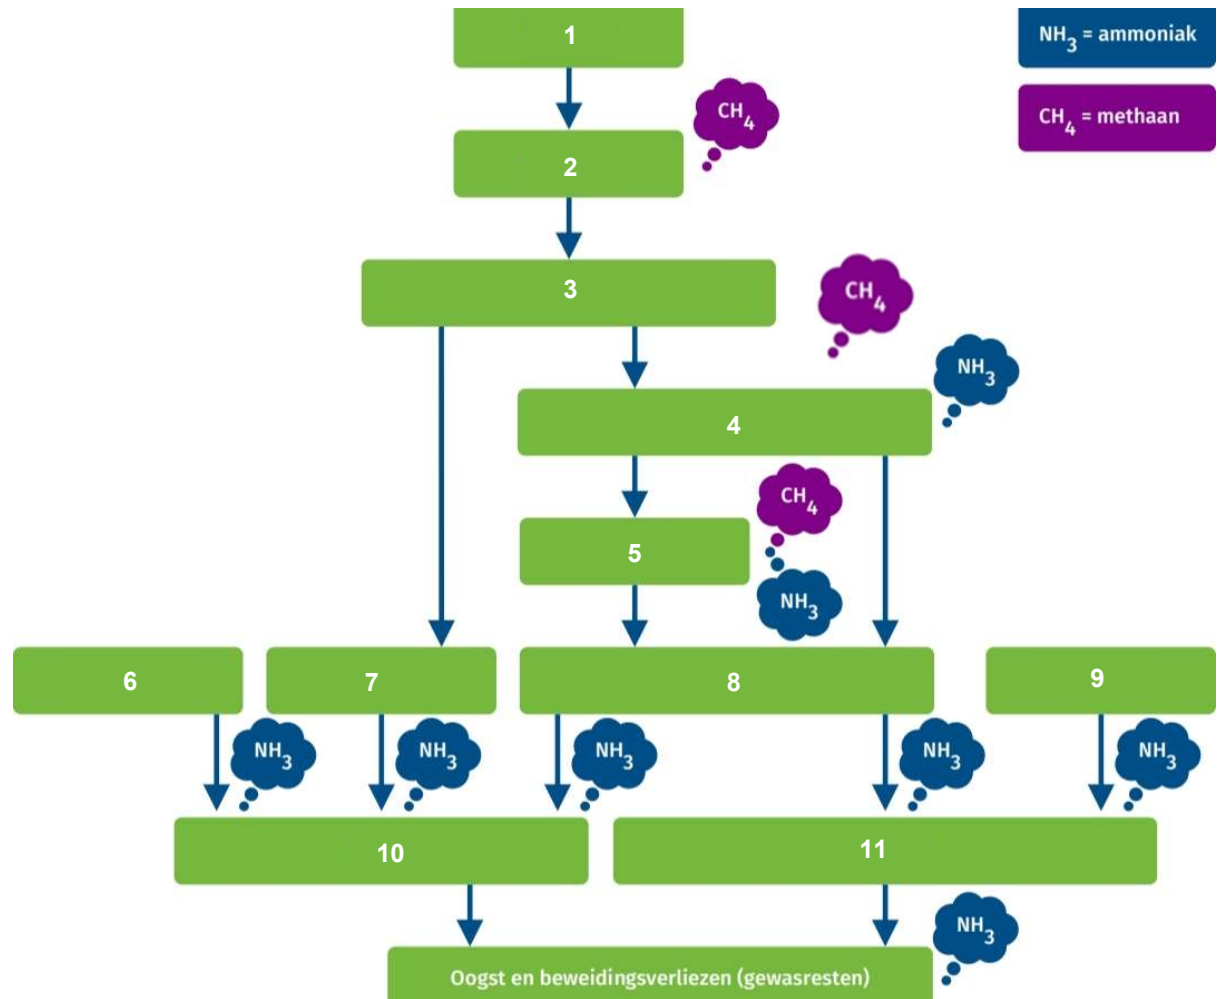 1
NH3 = ammoniak
CH4 = methaan
CH4
2
3
CH4
NH3
4
CH4
5
NH3
6
7
8
9
NH3
NH3
NH3
NH3
NH3
10
11
NH3
Oogst en beweidingsverliezen (gewasresten)